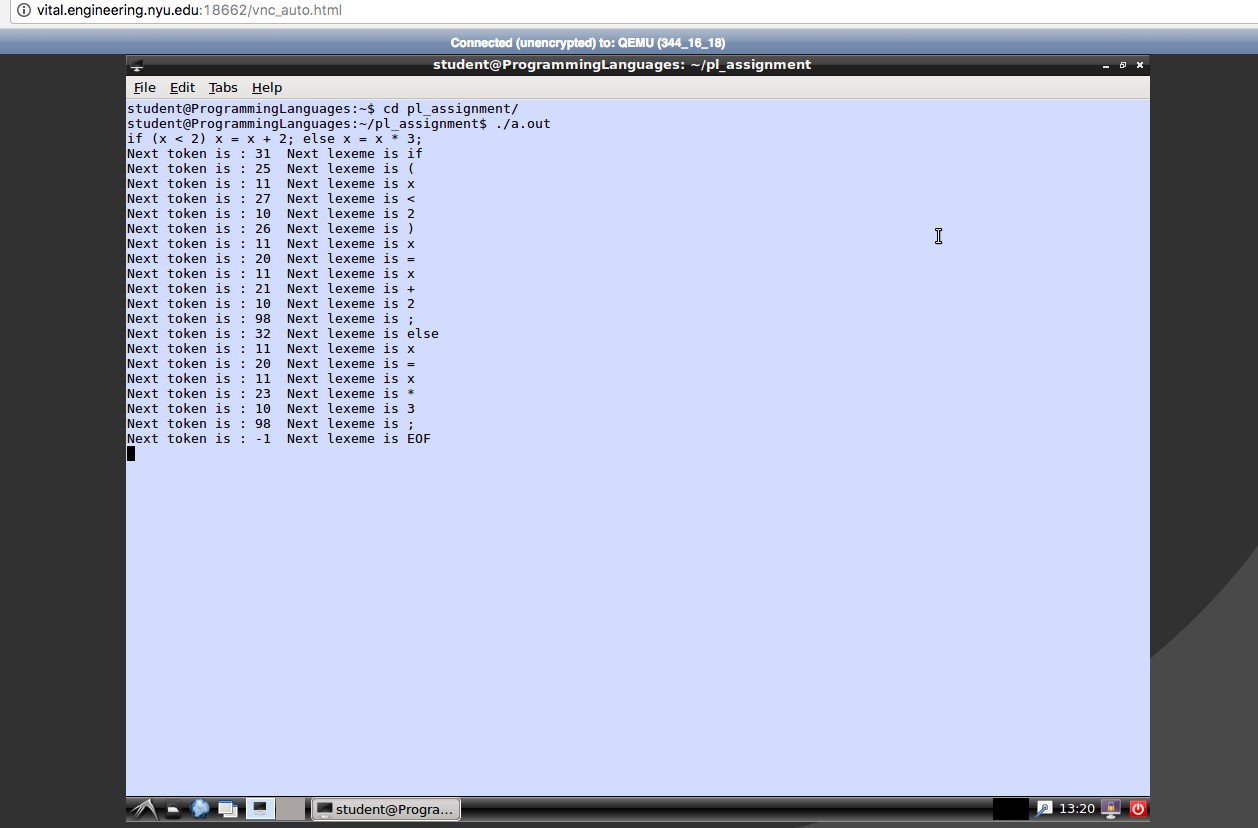 vital.engineering.nyu.edu:18662/vnc_auto.html
Connected (unencrypted) to: QEMU (344_16_18)
student@ProgrammingLanguages: ~/pl_assignment
File Edit Tabs Help
student@ProgrammingLanguages:~$ cd pl_assignment/
student@ProgrammingLanguages:~/pl_assignment$ ./a.out
if (x < 2) x = x + 2; else x = x * 3;
Next token is : 31  Next lexeme is if
Next token is : 25  Next lexeme is (
Next token is : 11  Next lexeme is x
Next token is : 27  Next lexeme is <
Next token is : 10  Next lexeme is 2
Next token is : 26  Next lexeme is )
Next token is : 11  Next lexeme is x
Next token is : 20  Next lexeme is =
Next token is : 11  Next lexeme is x
Next token is : 21  Next lexeme is +
Next token is : 10  Next lexeme is 2
Next token is : 98  Next lexeme is ;
Next token is : 32  Next lexeme is else
Next token is : 11  Next lexeme is x
Next token is : 20  Next lexeme is =
Next token is : 11  Next lexeme is x
Next token is : 23  Next lexeme is *
Next token is : 10  Next lexeme is 3
Next token is : 98  Next lexeme is ;
Next token is : -1  Next lexeme is EOF
student@Progra... 13:20